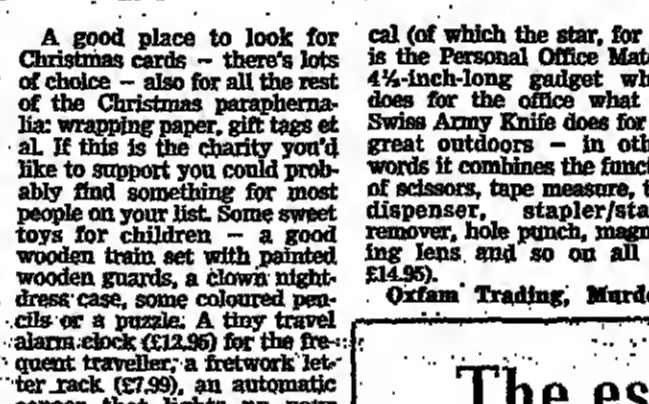 A good place to look for
Christmas cards – there's lots
of choice – also for all the rest
of the Christmas parapherna-
lia: wrapping paper, gift tags et
al. If this is the charity you'd
like to support you could prob-
ably find something for most
people on your list. Some sweet
toys for children – a good
wooden train set with painted
wooden guards, a clown night-
dress case, some coloured pen-
cils or a puzzle. A tiny travel
alarm clock (£12.95) for the fre-
quent traveller, a fretwork let-
ter rack (£7.99), an automatic
that lights up your
cal (of which the star, for
is the Personal Office Mat
4¼-inch-long gadget wh
does for the office what
Swiss Army Knife does for
great outdoors – in oth
words it combines the funct
of scissors, tape measure, t
dispenser, stapler/sta
remover, hole punch, magn
ing lens and so on all
£14.95).
Oxfam Trading, Murd
The es